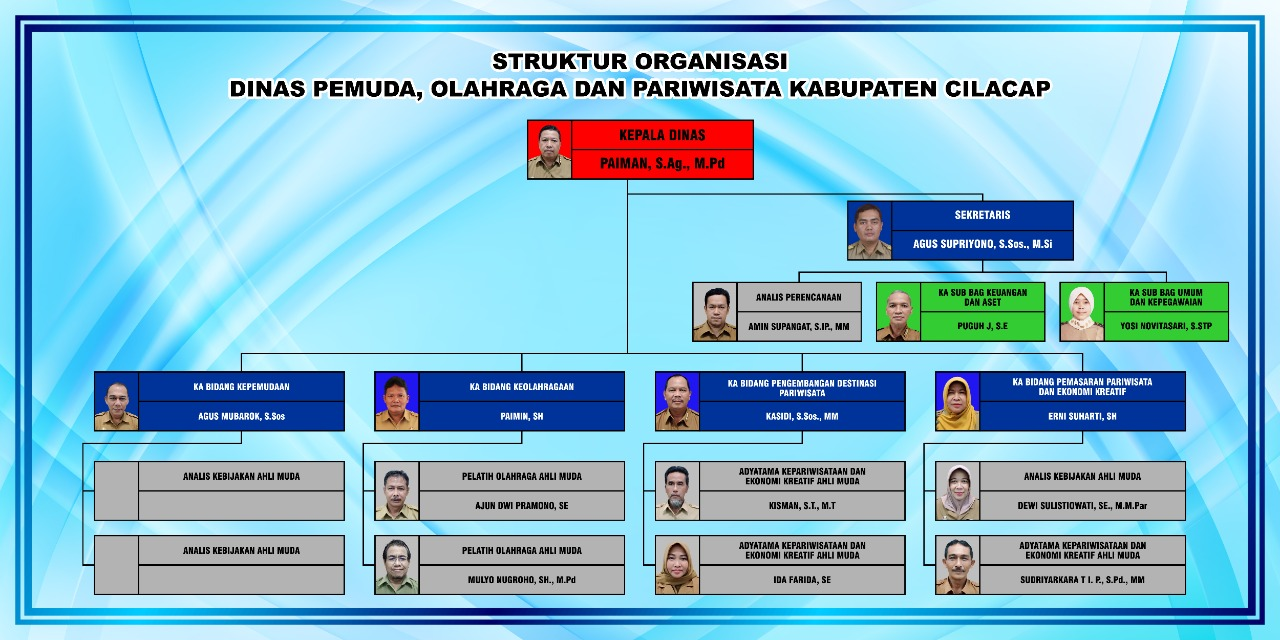 STRUKTUR ORGANISASI
DINAS PEMUDA, OLAHRAGA DAN PARIWISATA KABUPATEN CILACAP
KEPALA DINAS
PAIMAN, S.Ag., M.Pd
SEKRETARIS
AGUS SUPRIYONO, S.Sos., M.Si
ANALIS PERENCANAAN
AMIN SUPANGAT, S.IP., MM
KA SUB BAG KEUANGAN
DAN ASET
PUGUH J, S.E
KA SUB BAG UMUM
DAN KEPEGAWAIAN
YOSI NOVITASARI, S.STP
KA BIDANG KEPEMUDAAN
AGUS MUBAROK, S.Sos
KA BIDANG KEOLAHRAGAAN
PAIMIN, SH
KA BIDANG PENGEMBANGAN DESTINASI
PARIWISATA
KASIDI, S.Sos., MM
KA BIDANG PEMASARAN PARIWISATA
DAN EKONOMI KREATIF
ERNI SUHARTI, SH
ANALIS KEBIJAKAN AHLI MUDA
PELATIH OLAHRAGA AHLI MUDA
AJUN DWI PRAMONO, SE
ADYATAMA KEPARIWISATAAN DAN
EKONOMI KREATIF AHLI MUDA
KISMAN, S.T., M.T
ANALIS KEBIJAKAN AHLI MUDA
DEWI SULISTIOWATI, SE., M.M.Par
ANALIS KEBIJAKAN AHLI MUDA
PELATIH OLAHRAGA AHLI MUDA
MULYO NUGROHO, SH., M.Pd
ADYATAMA KEPARIWISATAAN DAN
EKONOMI KREATIF AHLI MUDA
IDA FARIDA, SE
ADYATAMA KEPARIWISATAAN DAN
EKONOMI KREATIF AHLI MUDA
SUDRIYARKARA T I. P., S.Pd., MM